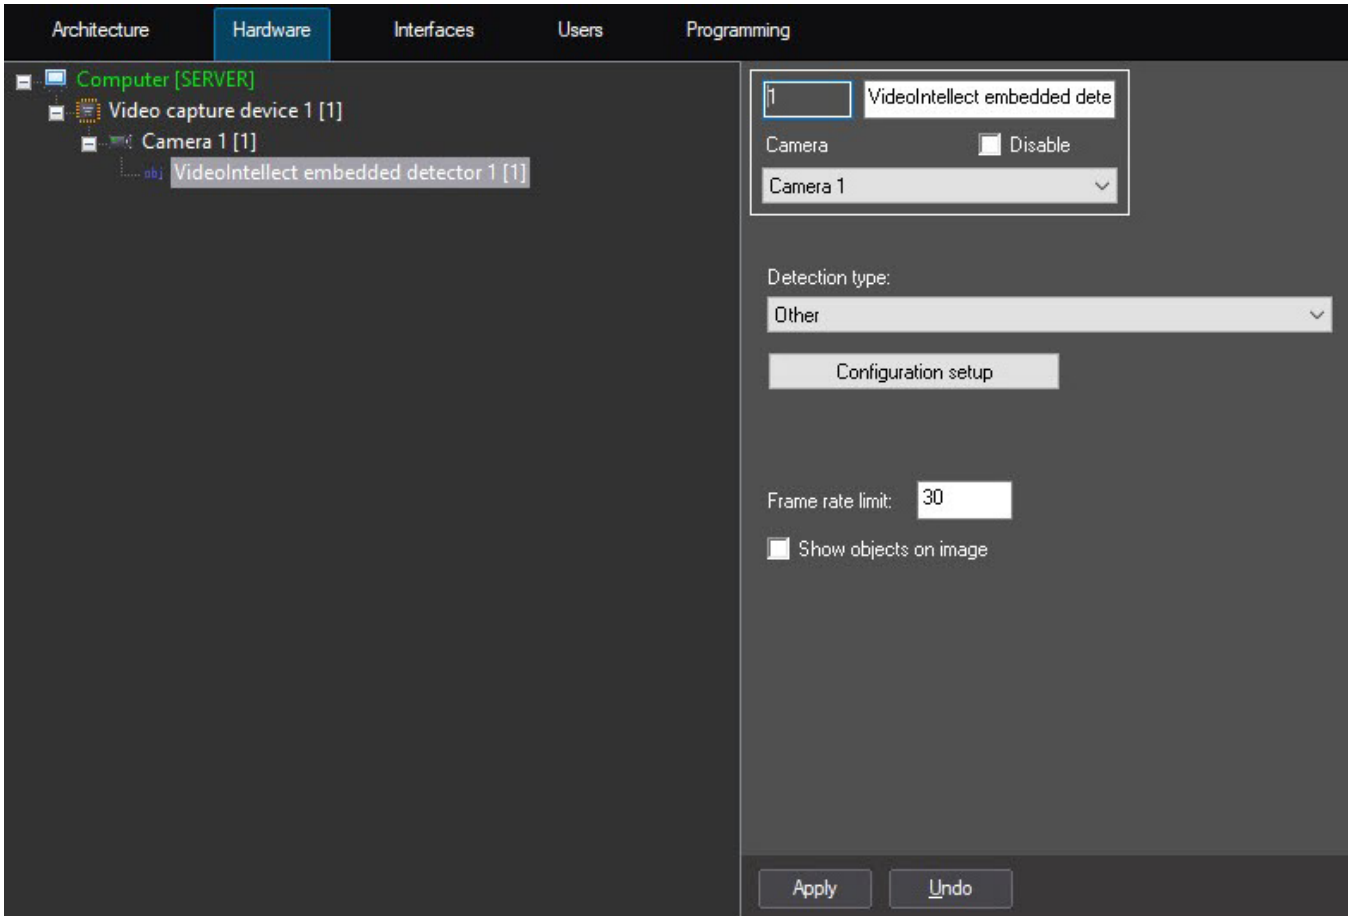 Architecture Hardware Interfaces Users Programming
Computer [SERVER]
Video capture device 1 [1]
Camera 1 [1]
obj VideoIntellect embedded detector 1 [1]
1 VideoIntellect embedded dete
Camera Disable
Camera 1
Detection type:
Other
Configuration setup
Frame rate limit: 30
Show objects on image
Apply Undo